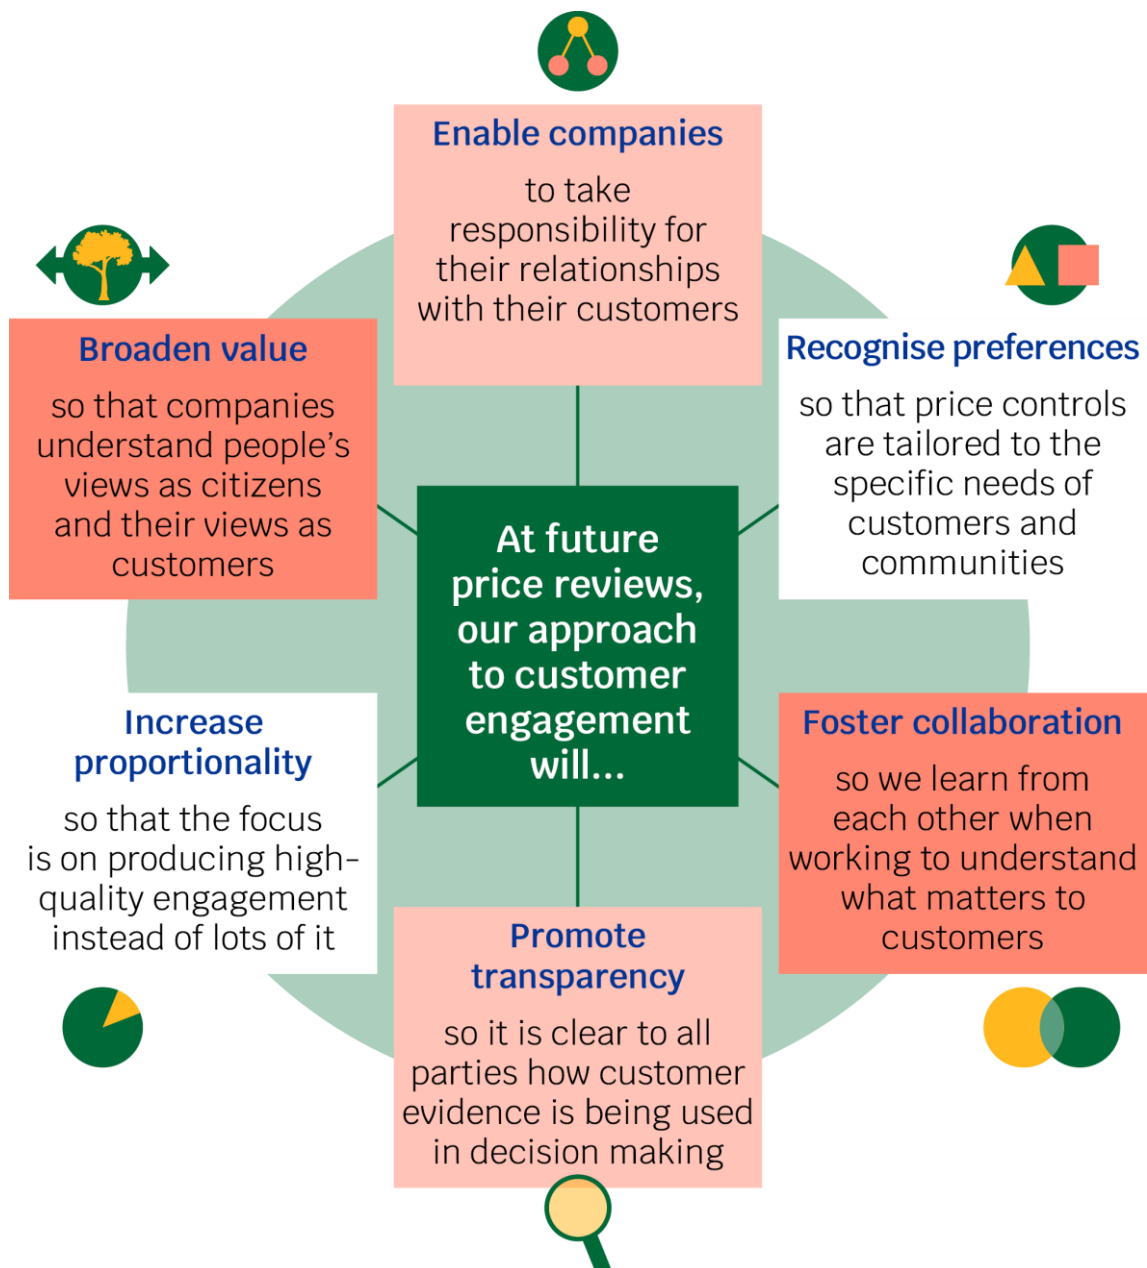 Enable companies
to take
responsibility for
their relationships
with their customers
Broaden value
so that companies
understand people's
views as citizens
and their views as
customers
Recognise preferences
so that price controls
are tailored to the
specific needs of
customers and
communities
At future
price reviews,
our approach
to customer
engagement
will...
Increase
proportionality
so that the focus
is on producing high-
quality engagement
instead of lots of it
Foster collaboration
so we learn from
each other when
working to understand
what matters to
customers
Promote
transparency
so it is clear to all
parties how customer
evidence is being used
in decision making